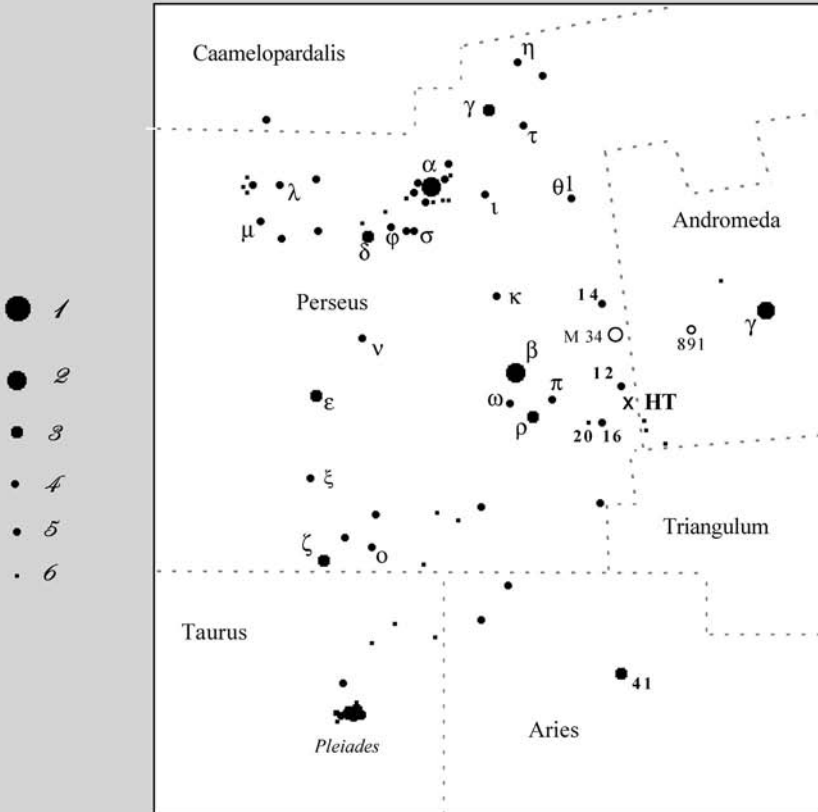 Caamelopardalis
η
γ
τ
α
λ
ι
θ1
Andromeda
μ
δ
φ
σ
Perseus
κ
14
γ
1
M 34
891
ν
β
2
12
ε
ω
π
X HT
ρ
20 16
3
ξ
4
Triangulum
5
ζ
ο
6
Taurus
41
Aries
Pleiades